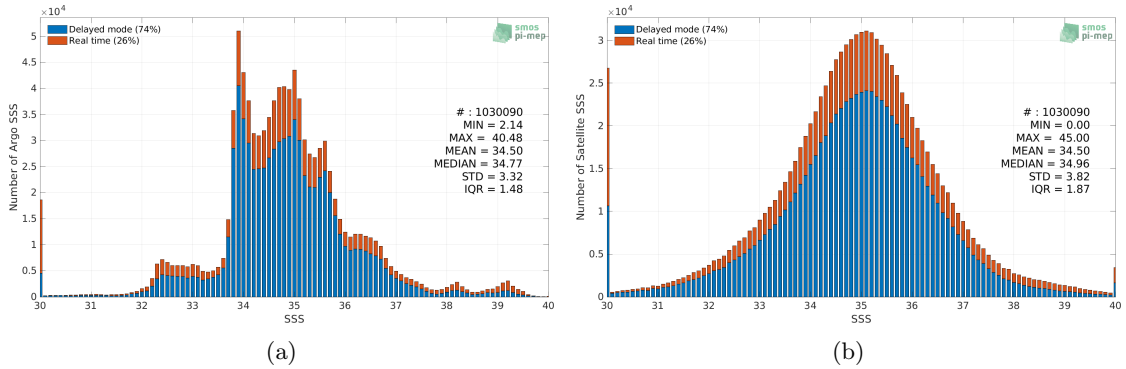 ×10⁴
Delayed mode (74%)
Real time (26%)
smos
pi-mep
# : 1030090
MIN = 2.14
MAX = 40.48
MEAN = 34.50
MEDIAN = 34.77
STD = 3.32
IQR = 1.48
Number of Argo SSS
5
4.5
4
3.5
3
2.5
2
1.5
1
0.5
0
30 31 32 33 34 35 36 37 38 39 40
SSS
(a)
×10⁴
Delayed mode (74%)
Real time (26%)
smos
pi-mep
# : 1030090
MIN = 0.00
MAX = 45.00
MEAN = 34.50
MEDIAN = 34.96
STD = 3.82
IQR = 1.87
Number of Satellite SSS
3
2.5
2
1.5
1
0.5
0
30 31 32 33 34 35 36 37 38 39 40
SSS
(b)